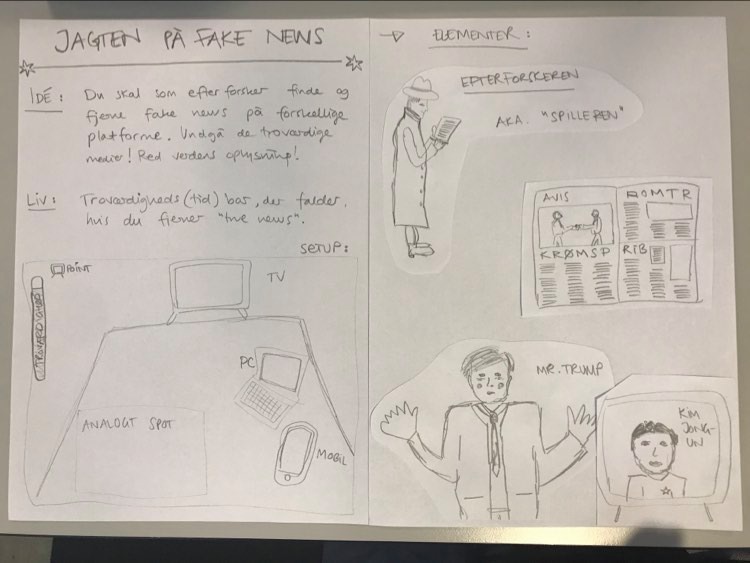 JAGTEN PÅ FAKE NEWS
IDÉ: Du skal som efterforsker finde og
fjerne fake news på forskellige
platforme. Undgå de troværdige
medier! Red verdens oplysning!
LIV: Troværdigheds (tid) bar, der falder,
hvis du fjerner "true news".
SETUP:
POINT
TROVÆRDIGHED
TV
PC
ANALOGT SPOT
MOBIL
→ ELEMENTER:
EFTERFORSKEREN
AKA. "SPILLEREN"
AVIS
KRØMSP
ROMTR
RTB
MR. TRUMP
KIM
JONG-
UN